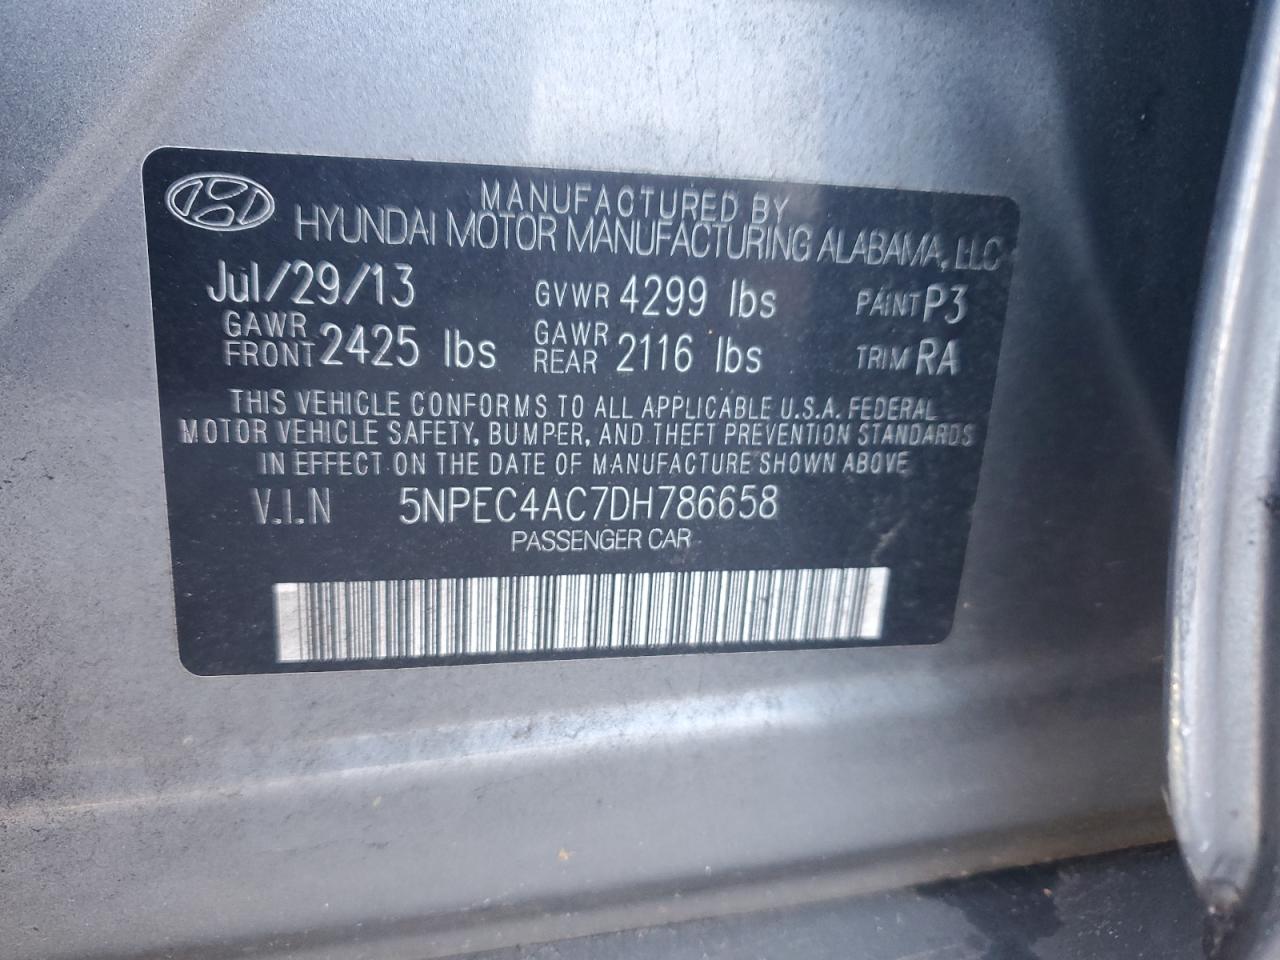 MANUFACTURED BY
HYUNDAI MOTOR MANUFACTURING ALABAMA, LLC
Jul/29/13 GVWR 4299 lbs PAINT P3
GAWR FRONT 2425 lbs GAWR REAR 2116 lbs TRIM RA
THIS VEHICLE CONFORMS TO ALL APPLICABLE U.S.A. FEDERAL
MOTOR VEHICLE SAFETY, BUMPER, AND THEFT PREVENTION STANDARDS
IN EFFECT ON THE DATE OF MANUFACTURE SHOWN ABOVE
V.I.N 5NPEC4AC7DH786658
PASSENGER CAR